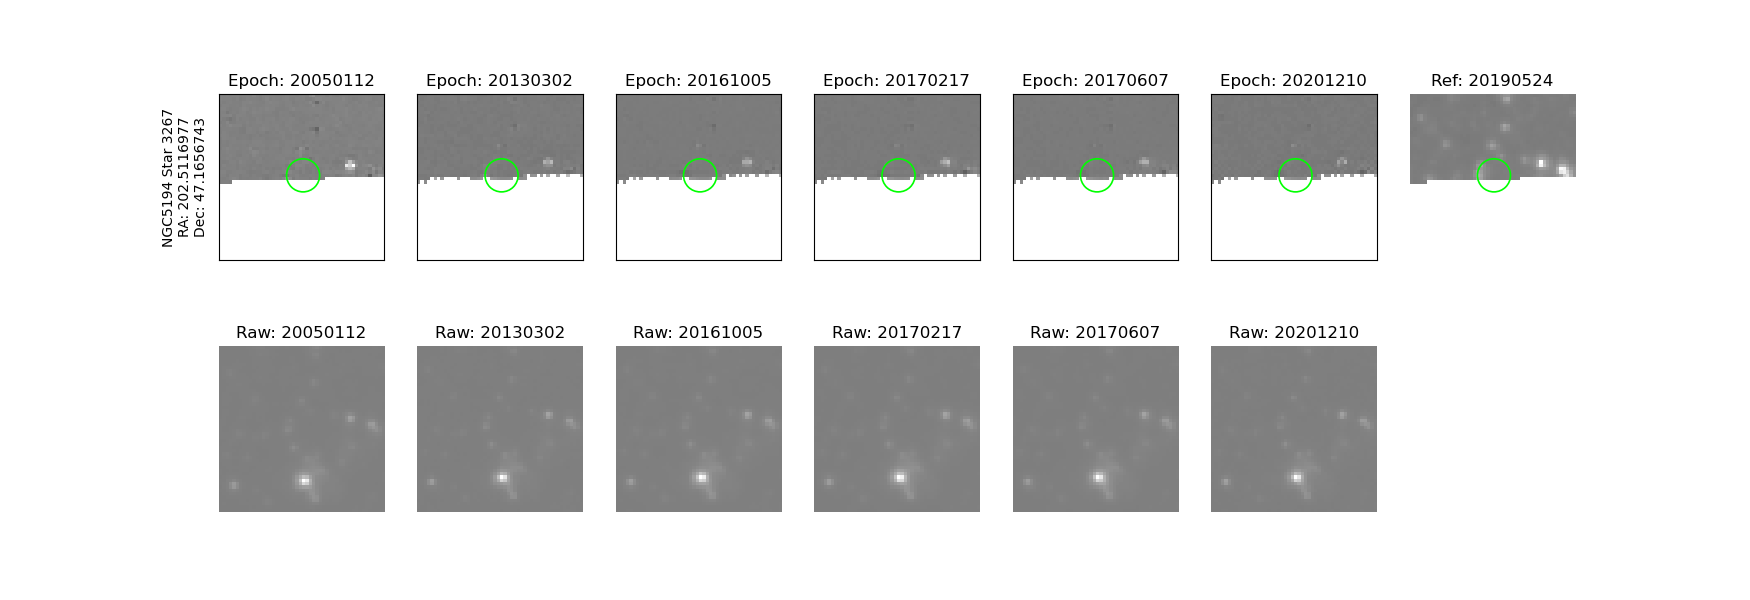 Epoch: 20050112
Epoch: 20130302
Epoch: 20161005
Epoch: 20170217
Epoch: 20170607
Epoch: 20201210
Ref: 20190524
NGC5194 Star 3267
RA: 202.5116977
Dec: 47.1656743
Raw: 20050112
Raw: 20130302
Raw: 20161005
Raw: 20170217
Raw: 20170607
Raw: 20201210